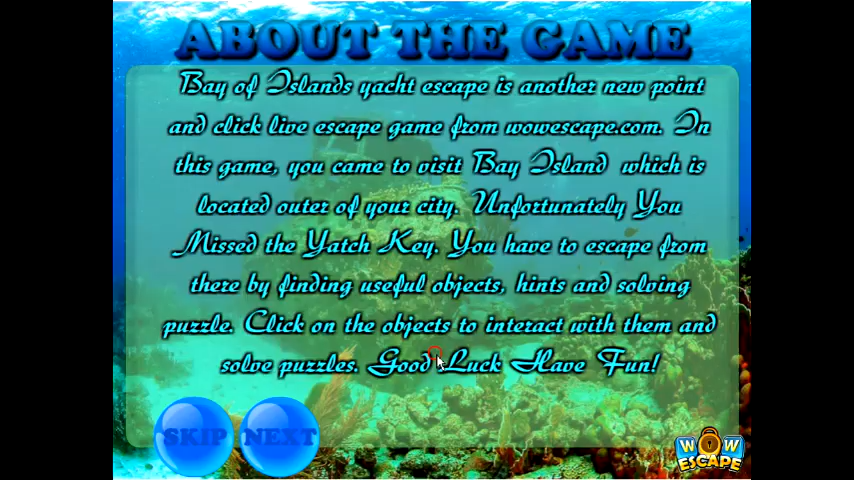 ABOUT THE GAME
Bay of Islands yacht escape is another new point
and click live escape game from wowescape.com. In
this game, you came to visit Bay Island which is
located outer of your city. Unfortunately You
Missed the Yatch Key. You have to escape from
there by finding useful objects, hints and solving
puzzle. Click on the objects to interact with them and
solve puzzles. Good Luck Have Fun!
SKIP NEXT
WOW
ESCAPE